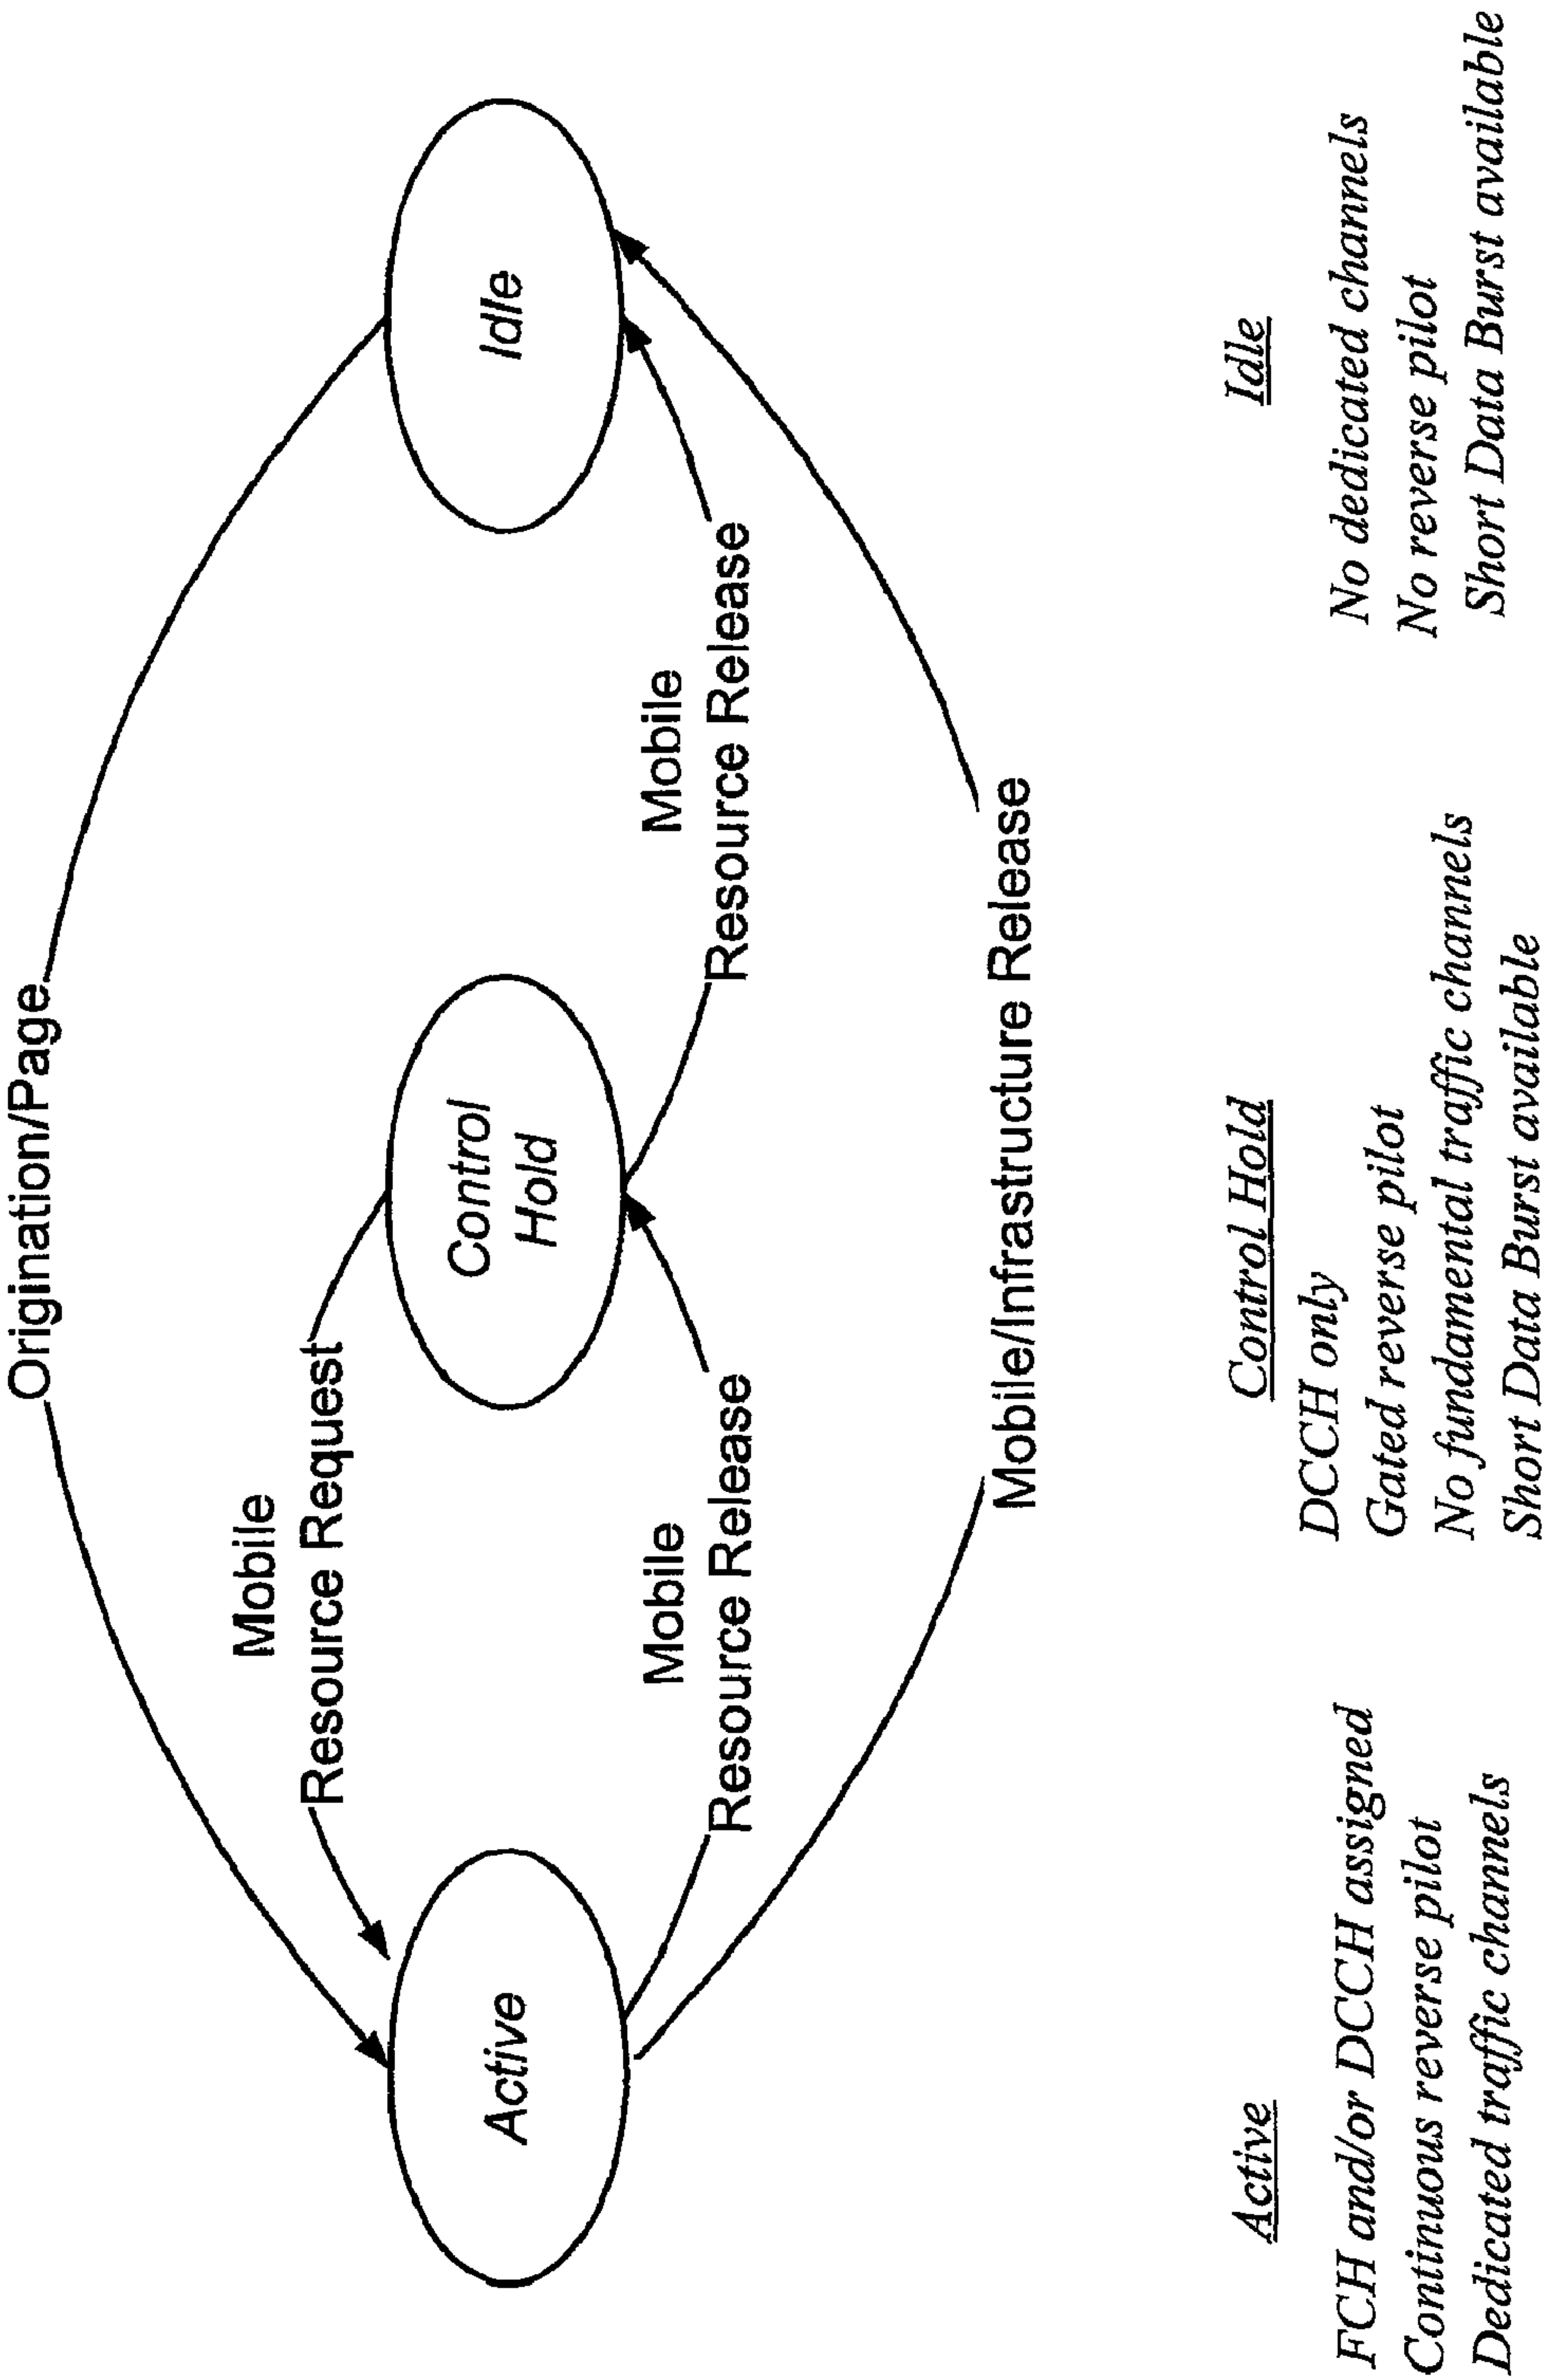 Origination/Page
Mobile
Resource Request
Active
Control
Hold
Idle
Mobile
Resource Release
Mobile
Resource Release
Mobile/Infrastructure Release
Active
FCH and/or DCCH assigned
Continuous reverse pilot
Dedicated traffic channels
Control Hold
DCCH only
Gated reverse pilot
No fundamental traffic channels
Short Data Burst available
Idle
No dedicated channels
No reverse pilot
Short Data Burst available